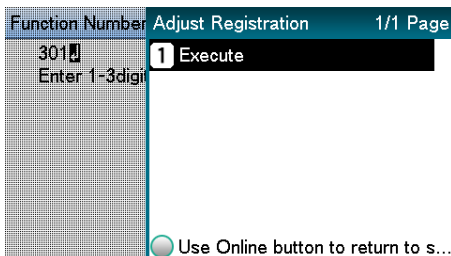 Function Number
Adjust Registration 1/1 Page
301
1 Execute
Enter 1-3digi
Use Online button to return to s...